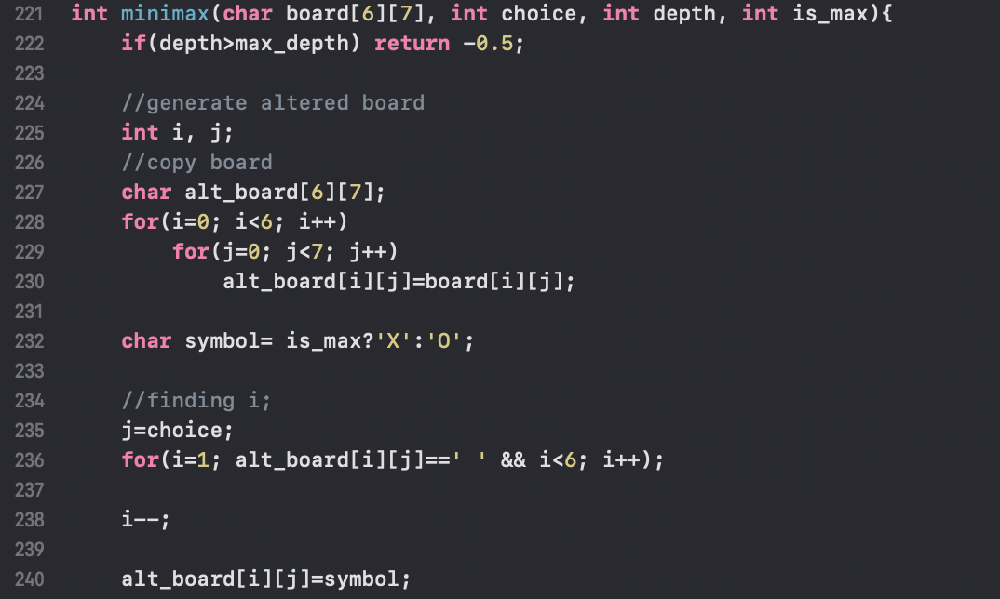 221 int minimax(char board[6][7], int choice, int depth, int is_max){
222     if(depth>max_depth) return -0.5;
223
224     //generate altered board
225     int i, j;
226     //copy board
227     char alt_board[6][7];
228     for(i=0; i<6; i++)
229         for(j=0; j<7; j++)
230             alt_board[i][j]=board[i][j];
231
232     char symbol= is_max?'X':'O';
233
234     //finding i;
235     j=choice;
236     for(i=1; alt_board[i][j]==' ' && i<6; i++);
237
238     i--;
239
240     alt_board[i][j]=symbol;